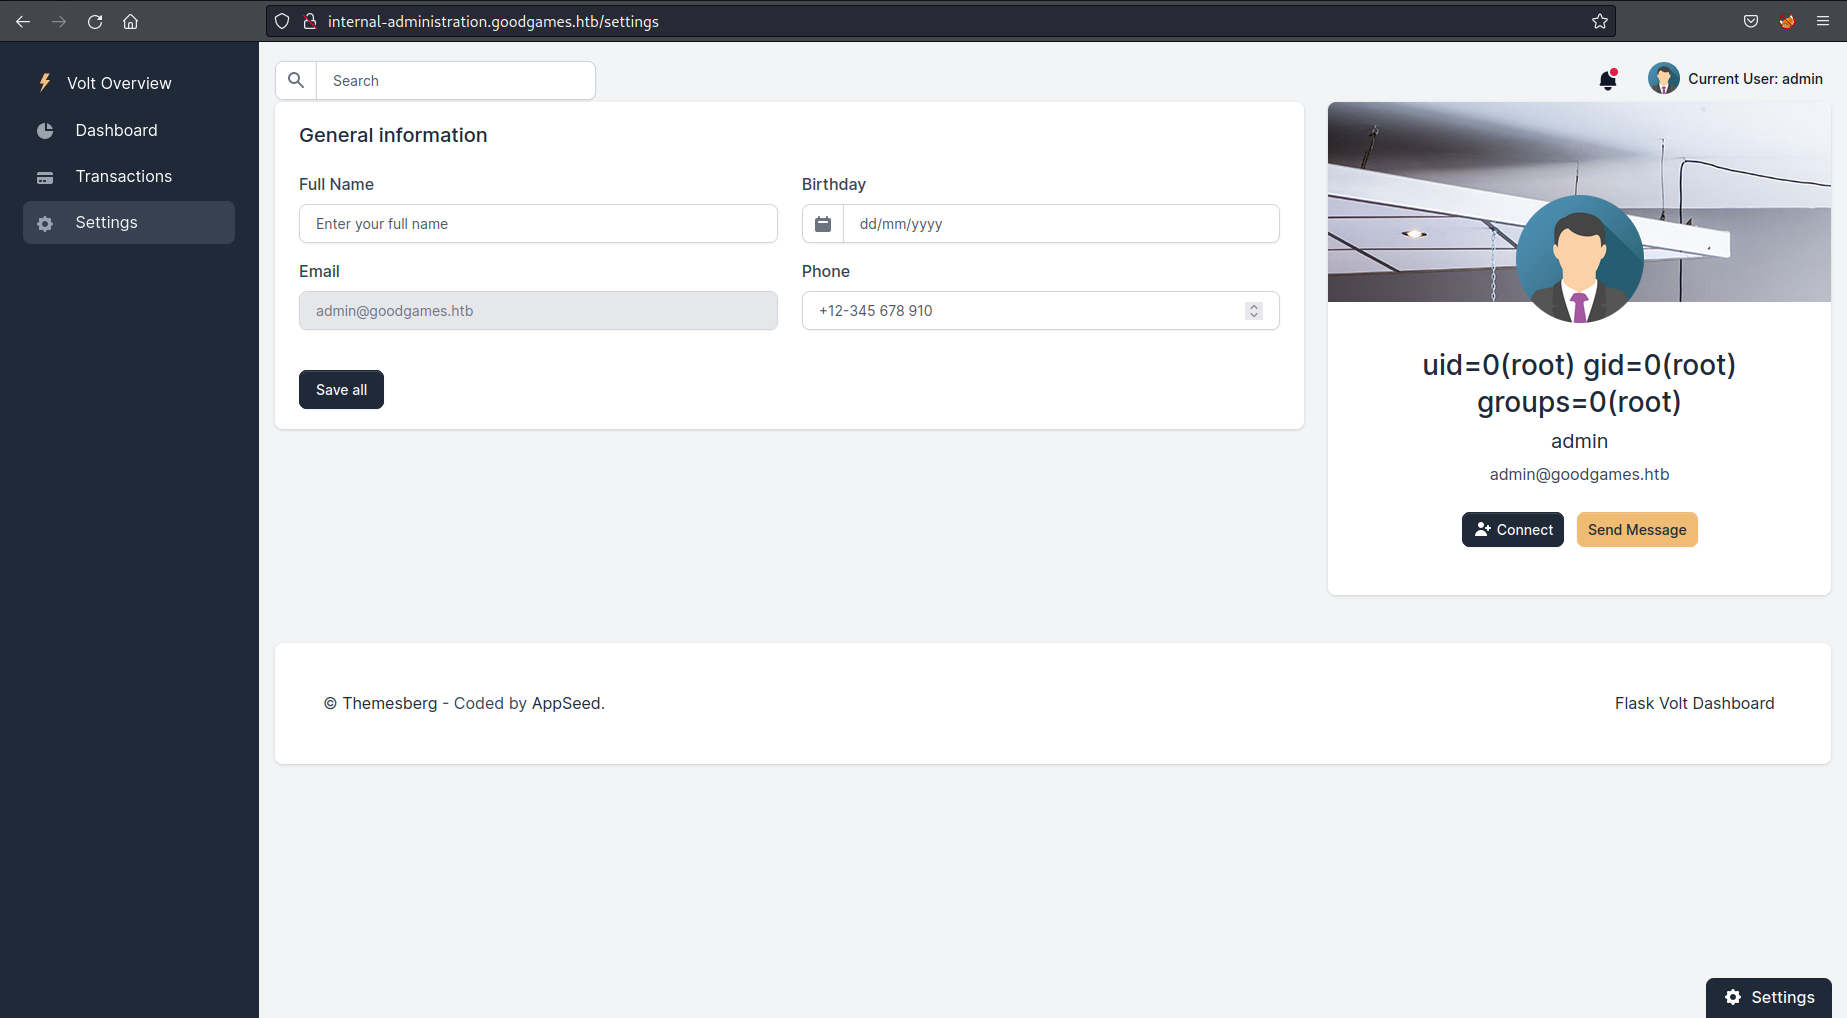 internal-administration.goodgames.htb/settings
Volt Overview
Dashboard
Transactions
Settings
Search
Current User: admin
General information
Full Name
Birthday
Enter your full name
dd/mm/yyyy
Email
Phone
admin@goodgames.htb
+12-345 678 910
Save all
uid=0(root) gid=0(root)
groups=0(root)
admin
admin@goodgames.htb
Connect
Send Message
© Themesberg - Coded by AppSeed.
Flask Volt Dashboard
Settings